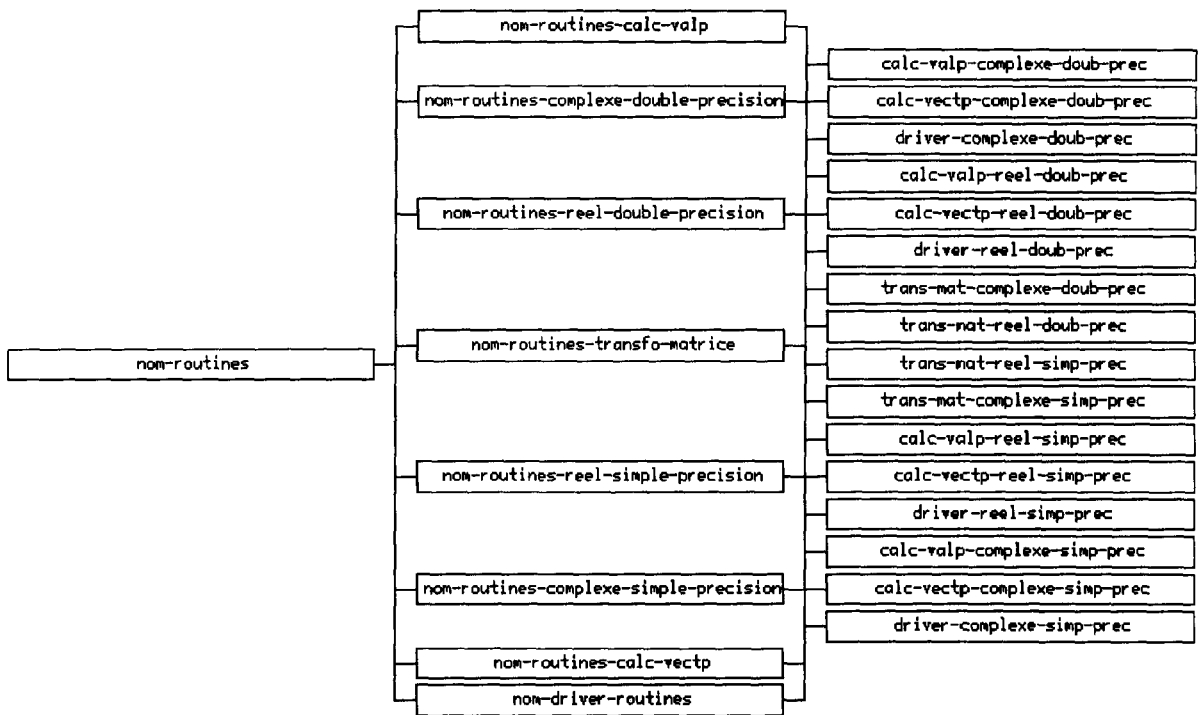 nom-routines
nom-routines-calc-valp
nom-routines-complexe-double-precision
nom-routines-reel-double-precision
nom-routines-transfo-matrice
nom-routines-reel-simple-precision
nom-routines-complexe-simple-precision
nom-routines-calc-vectp
nom-driver-routines
calc-valp-complexe-doub-prec
calc-vectp-complexe-doub-prec
driver-complexe-doub-prec
calc-valp-reel-doub-prec
calc-vectp-reel-doub-prec
driver-reel-doub-prec
trans-mat-complexe-doub-prec
trans-mat-reel-doub-prec
trans-mat-reel-simp-prec
trans-mat-complexe-simp-prec
calc-valp-reel-simp-prec
calc-vectp-reel-simp-prec
driver-reel-simp-prec
calc-valp-complexe-simp-prec
calc-vectp-complexe-simp-prec
driver-complexe-simp-prec